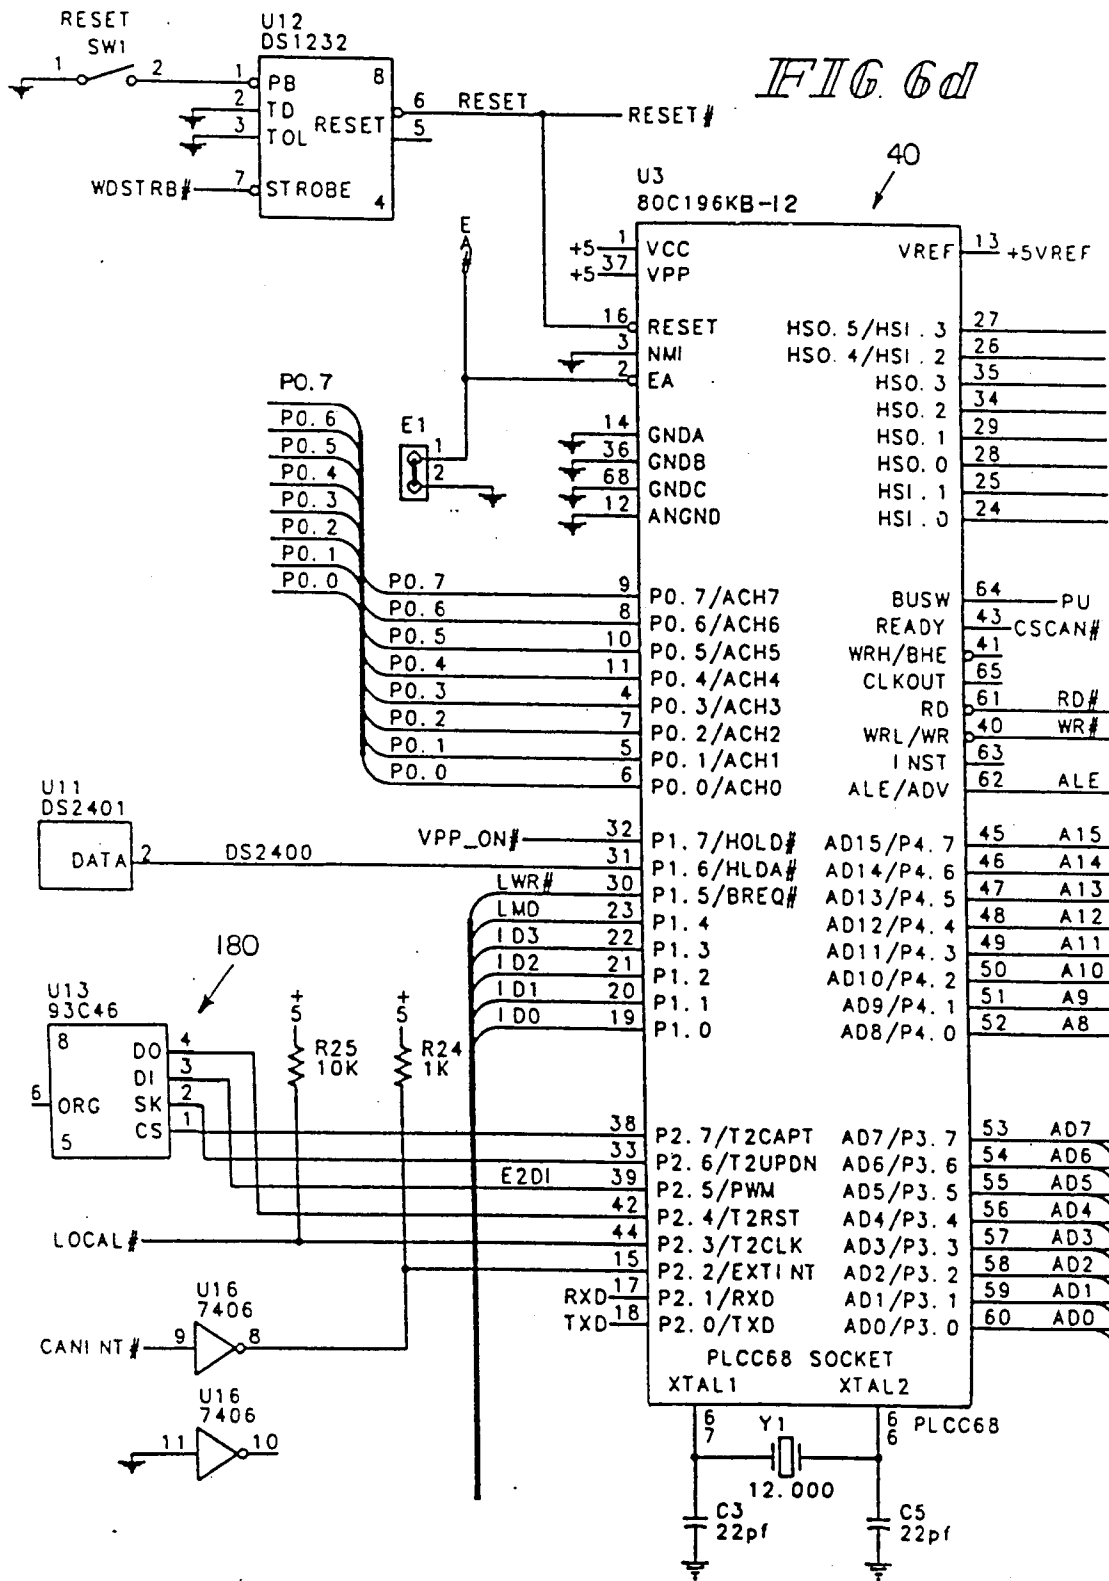 FIG. 6d
RESET
SW1
1
2
U12
DS1232
1
PB
8
2
TD
3
TOL
RESET
6
RESET
RESET#
5
WDSTRB#
7
STROBE
4
40
U3
80C196KB-12
E
A
#
+5
1
VCC
+5
37
VPP
16
RESET
3
NMI
2
EA
14
GNDA
36
GNDB
68
GNDC
12
ANGND
VREF
13
+5VREF
HSO.5/HSI.3
27
HSO.4/HSI.2
26
HSO.3
35
HSO.2
34
HSO.1
29
HSO.0
28
HSI.1
25
HSI.0
24
E1
1
2
P0.7
P0.6
P0.5
P0.4
P0.3
P0.2
P0.1
P0.0
P0.7
9
P0.7/ACH7
P0.6
8
P0.6/ACH6
P0.5
10
P0.5/ACH5
P0.4
11
P0.4/ACH4
P0.3
4
P0.3/ACH3
P0.2
7
P0.2/ACH2
P0.1
5
P0.1/ACH1
P0.0
6
P0.0/ACH0
BUSW
64
PU
READY
43
CSCAN#
WRH/BHE
41
CLKOUT
65
RD
61
RD#
WRL/WR
40
WR#
INST
63
ALE/ADV
62
ALE
U11
DS2401
DATA
2
DS2400
VPP_ON#
32
P1.7/HOLD#
31
P1.6/HLDA#
LWR#
30
P1.5/BREQ#
LMD
23
P1.4
ID3
22
P1.3
ID2
21
P1.2
ID1
20
P1.1
ID0
19
P1.0
AD15/P4.7
45
A15
AD14/P4.6
46
A14
AD13/P4.5
47
A13
AD12/P4.4
48
A12
AD11/P4.3
49
A11
AD10/P4.2
50
A10
AD9/P4.1
51
A9
AD8/P4.0
52
A8
180
U13
93C46
8
DO
4
DI
3
6
ORG
SK
2
5
CS
1
+
5
R25
10K
+
5
R24
1K
38
P2.7/T2CAPT
33
P2.6/T2UPDN
E2DI
39
P2.5/PWM
42
P2.4/T2RST
LOCAL#
44
P2.3/T2CLK
15
P2.2/EXTINT
RXD
17
P2.1/RXD
TXD
18
P2.0/TXD
AD7/P3.7
53
AD7
AD6/P3.6
54
AD6
AD5/P3.5
55
AD5
AD4/P3.4
56
AD4
AD3/P3.3
57
AD3
AD2/P3.2
58
AD2
AD1/P3.1
59
AD1
AD0/P3.0
60
AD0
U16
7406
CANINT#
9
8
U16
7406
11
10
PLCC68 SOCKET
XTAL1
XTAL2
PLCC68
6
7
6
6
Y1
12.000
C3
22pf
C5
22pf